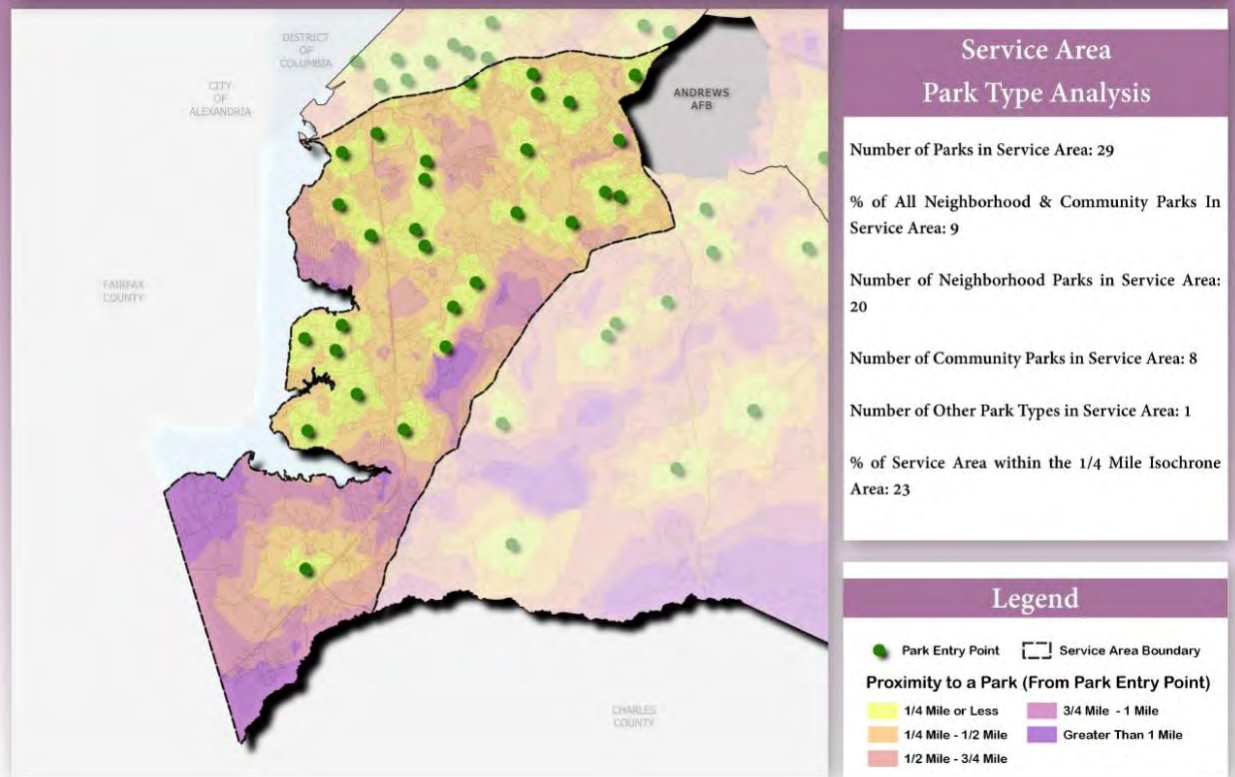 DISTRICT
OF
COLUMBIA
CITY
OF
ALEXANDRIA
ANDREWS
AFB
FAIRFAX
COUNTY
CHARLES
COUNTY
Service Area
Park Type Analysis
Number of Parks in Service Area: 29
% of All Neighborhood & Community Parks In
Service Area: 9
Number of Neighborhood Parks in Service Area:
20
Number of Community Parks in Service Area: 8
Number of Other Park Types in Service Area: 1
% of Service Area within the 1/4 Mile Isochrone
Area: 23
Legend
Park Entry Point
Service Area Boundary
Proximity to a Park (From Park Entry Point)
1/4 Mile or Less
3/4 Mile - 1 Mile
1/4 Mile - 1/2 Mile
Greater Than 1 Mile
1/2 Mile - 3/4 Mile